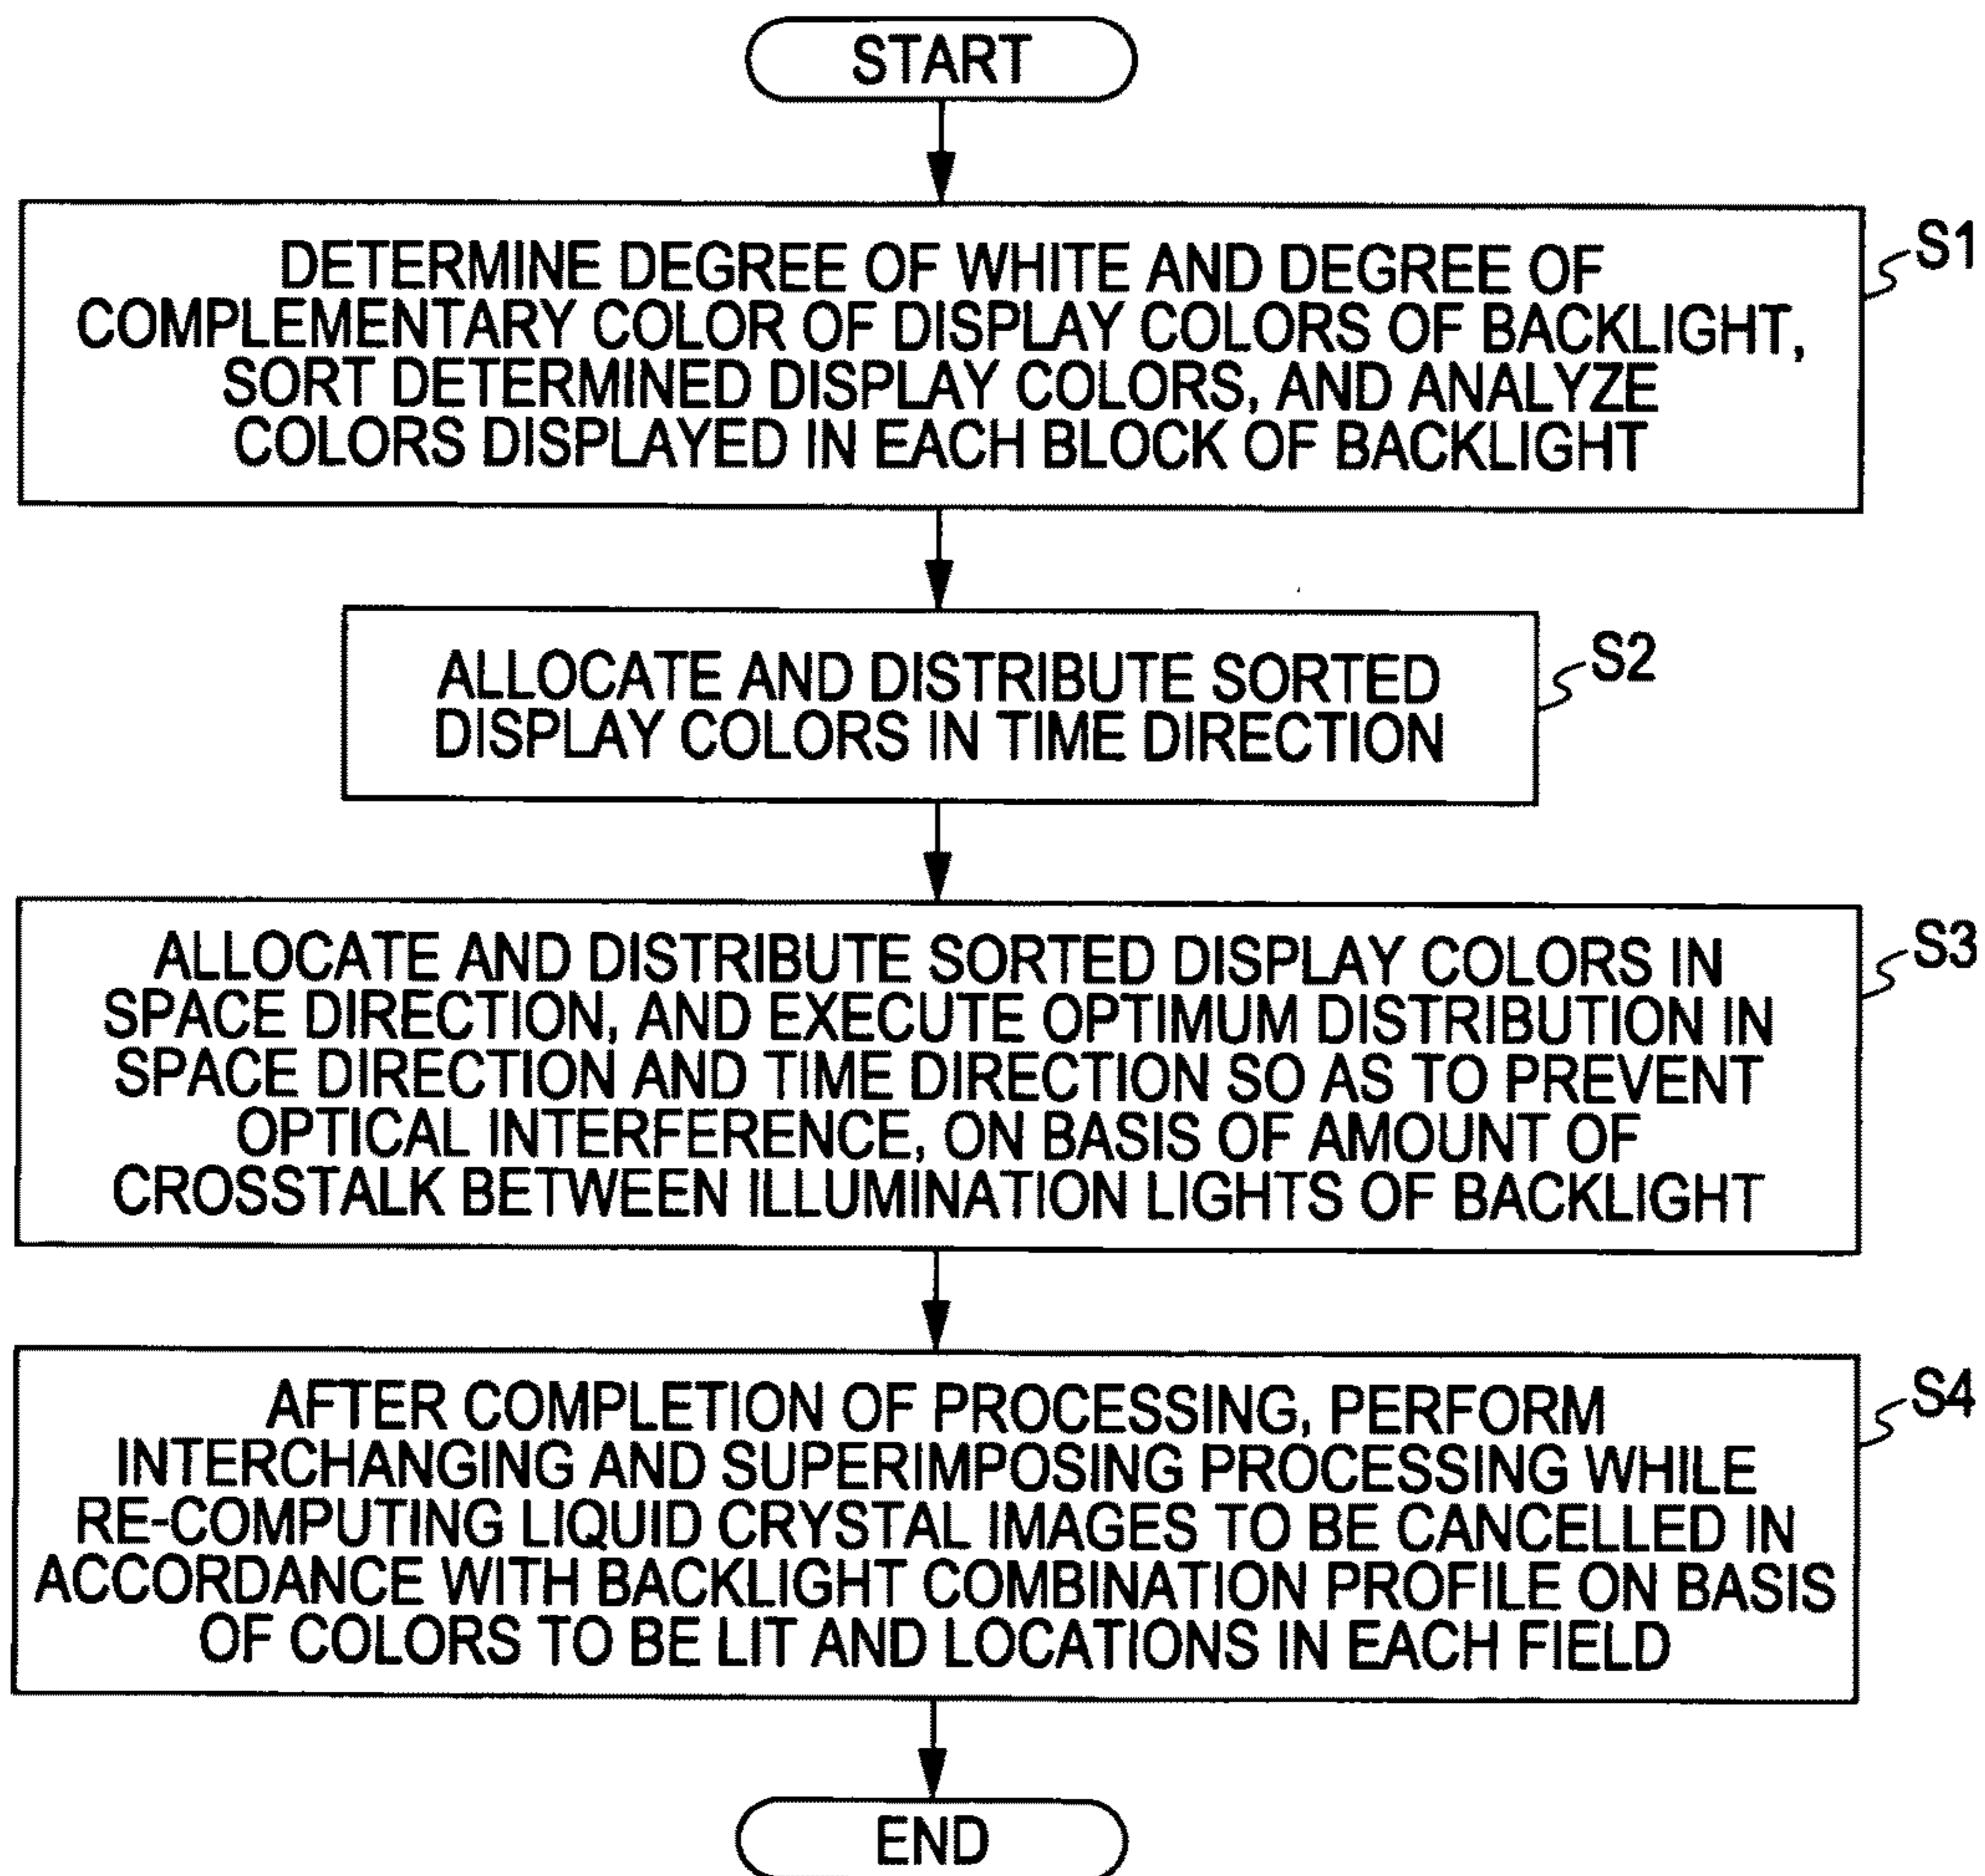 START
DETERMINE DEGREE OF WHITE AND DEGREE OF
COMPLEMENTARY COLOR OF DISPLAY COLORS OF BACKLIGHT,
SORT DETERMINED DISPLAY COLORS, AND ANALYZE
COLORS DISPLAYED IN EACH BLOCK OF BACKLIGHT
S1
ALLOCATE AND DISTRIBUTE SORTED
DISPLAY COLORS IN TIME DIRECTION
S2
ALLOCATE AND DISTRIBUTE SORTED DISPLAY COLORS IN
SPACE DIRECTION, AND EXECUTE OPTIMUM DISTRIBUTION IN
SPACE DIRECTION AND TIME DIRECTION SO AS TO PREVENT
OPTICAL INTERFERENCE, ON BASIS OF AMOUNT OF
CROSSTALK BETWEEN ILLUMINATION LIGHTS OF BACKLIGHT
S3
AFTER COMPLETION OF PROCESSING, PERFORM
INTERCHANGING AND SUPERIMPOSING PROCESSING WHILE
RE-COMPUTING LIQUID CRYSTAL IMAGES TO BE CANCELLED IN
ACCORDANCE WITH BACKLIGHT COMBINATION PROFILE ON BASIS
OF COLORS TO BE LIT AND LOCATIONS IN EACH FIELD
S4
END